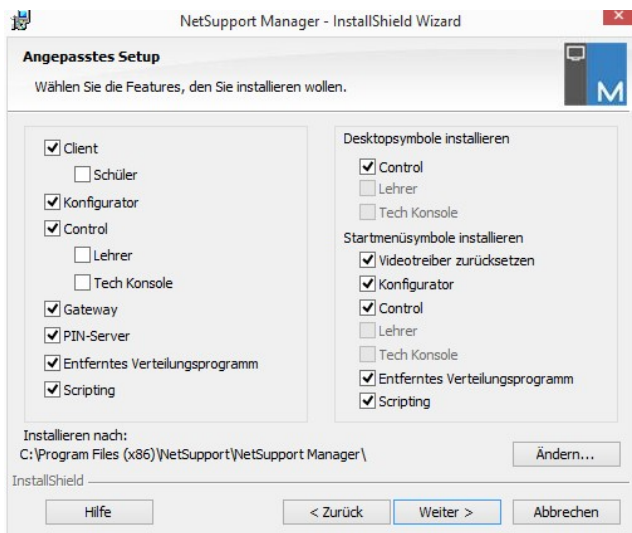 NetSupport Manager - InstallShield Wizard
Angepasstes Setup
Wählen Sie die Features, den Sie installieren wollen.
M
Client
Schüler
Konfigurator
Control
Lehrer
Tech Konsole
Gateway
PIN-Server
Entferntes Verteilungsprogramm
Scripting
Desktopsymbole installieren
Control
Lehrer
Tech Konsole
Startmenüsymbole installieren
Videotreiber zurücksetzen
Konfigurator
Control
Lehrer
Tech Konsole
Entferntes Verteilungsprogramm
Scripting
Installieren nach:
C:\Program Files (x86)\NetSupport\NetSupport Manager\
Ändern...
InstallShield
Hilfe
< Zurück
Weiter >
Abbrechen